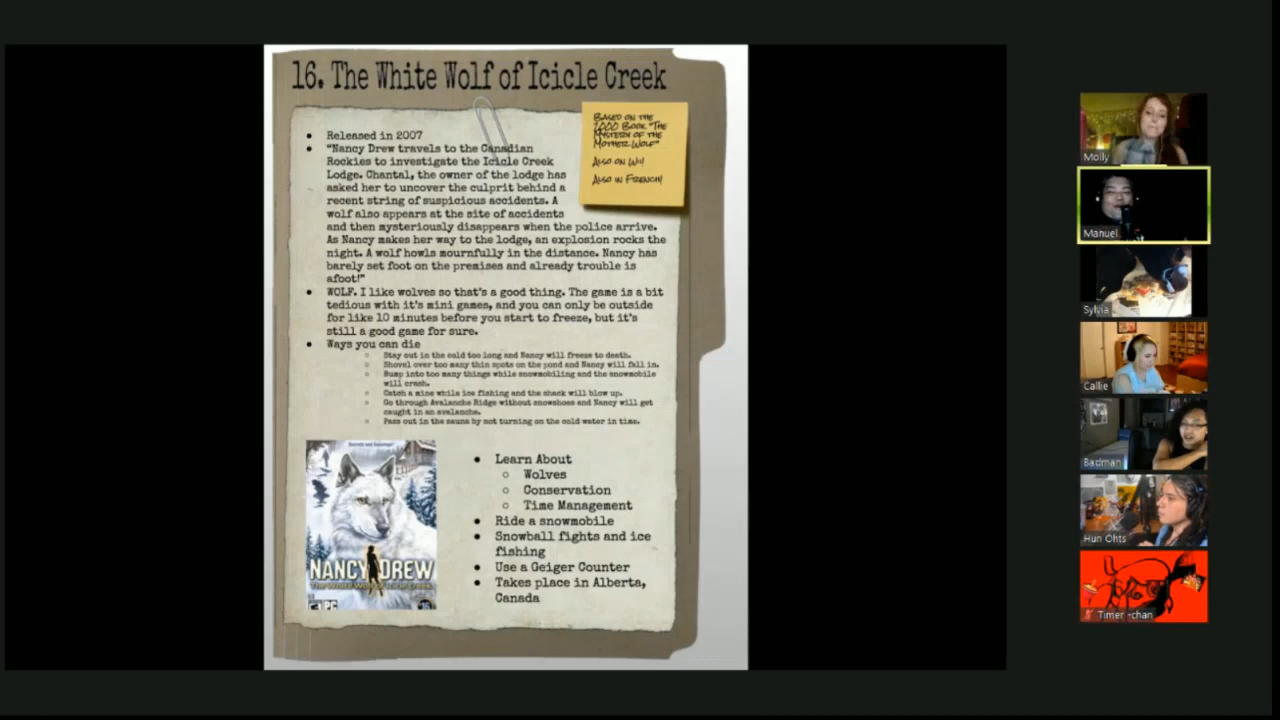 16. The White Wolf of Icicle Creek
Based on the
2000 Book "The
Mystery of the
Mother Wolf"
Also on Wii
Also in French!
Released in 2007
"Nancy Drew travels to the Canadian
Rockies to investigate the Icicle Creek
Lodge. Chantal, the owner of the lodge has
asked her to uncover the culprit behind a
recent string of suspicious accidents. A
wolf also appears at the site of accidents
and then mysteriously disappears when the police arrive.
As Nancy makes her way to the lodge, an explosion rocks the
night. A wolf howls mournfully in the distance. Nancy has
barely set foot on the premises and already trouble is
afoot!"
WOLF. I like wolves so that's a good thing. The game is a bit
tedious with it's mini games, and you can only be outside
for like 10 minutes before you start to freeze, but it's
still a good game for sure.
Ways you can die
Stay out in the cold too long and Nancy will freeze to death.
Shovel over too many thin spots on the pond and Nancy will fall in.
Bump into too many things while snowmobiling and the snowmobile
will crash.
Catch a mine while ice fishing and the shack will blow up.
Go through Avalanche Ridge without snowshoes and Nancy will get
caught in an avalanche.
Pass out in the sauna by not turning on the cold water in time.
NANCY DREW
The White Wolf of Icicle Creek
PC
Learn About
Wolves
Conservation
Time Management
Ride a snowmobile
Snowball fights and ice
fishing
Use a Geiger Counter
Takes place in Alberta,
Canada
Molly
Manuel
Sylvia
Callie
Badman
Hun Ohts
Timer-chan